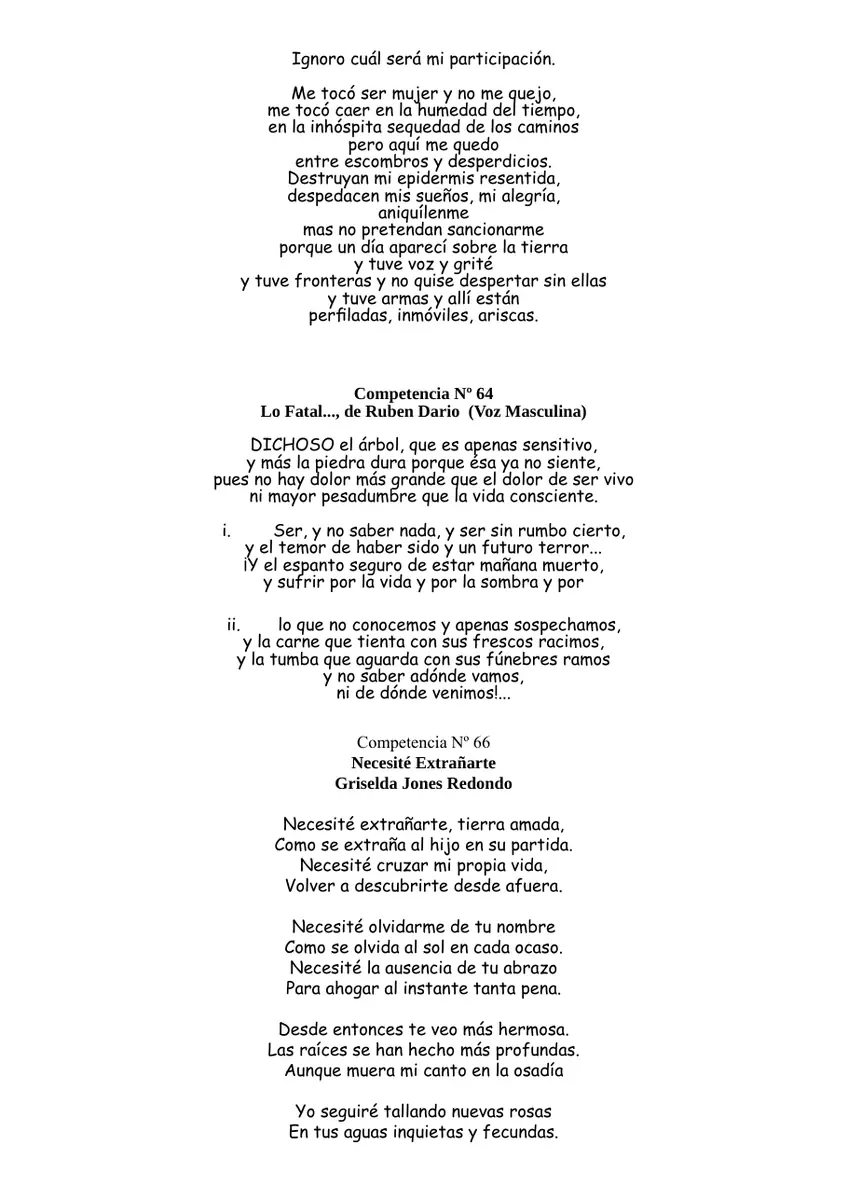 Ignoro cuál será mi participación.
Me tocó ser mujer y no me quejo,
me tocó caer en la humedad del tiempo,
en la inhóspita sequedad de los caminos
pero aquí me quedo
entre escombros y desperdicios.
Destruyan mi epidermis resentida,
despedacen mis sueños, mi alegría,
aniquílenme
mas no pretendan sancionarme
porque un día aparecí sobre la tierra
y tuve voz y grité
y tuve fronteras y no quise despertar sin ellas
y tuve armas y allí están
perfiladas, inmóviles, ariscas.
Competencia Nº 64
Lo Fatal..., de Ruben Dario (Voz Masculina)
DICHOSO el árbol, que es apenas sensitivo,
y más la piedra dura porque ésa ya no siente,
pues no hay dolor más grande que el dolor de ser vivo
ni mayor pesadumbre que la vida consciente.
i. Ser, y no saber nada, y ser sin rumbo cierto,
y el temor de haber sido y un futuro terror...
¡Y el espanto seguro de estar mañana muerto,
y sufrir por la vida y por la sombra y por
ii. lo que no conocemos y apenas sospechamos,
y la carne que tienta con sus frescos racimos,
y la tumba que aguarda con sus fúnebres ramos
y no saber adónde vamos,
ni de dónde venimos!...
Competencia Nº 66
Necesité Extrañarte
Griselda Jones Redondo
Necesité extrañarte, tierra amada,
Como se extraña al hijo en su partida.
Necesité cruzar mi propia vida,
Volver a descubrirte desde afuera.
Necesité olvidarme de tu nombre
Como se olvida al sol en cada ocaso.
Necesité la ausencia de tu abrazo
Para ahogar al instante tanta pena.
Desde entonces te veo más hermosa.
Las raíces se han hecho más profundas.
Aunque muera mi canto en la osadía
Yo seguiré tallando nuevas rosas
En tus aguas inquietas y fecundas.